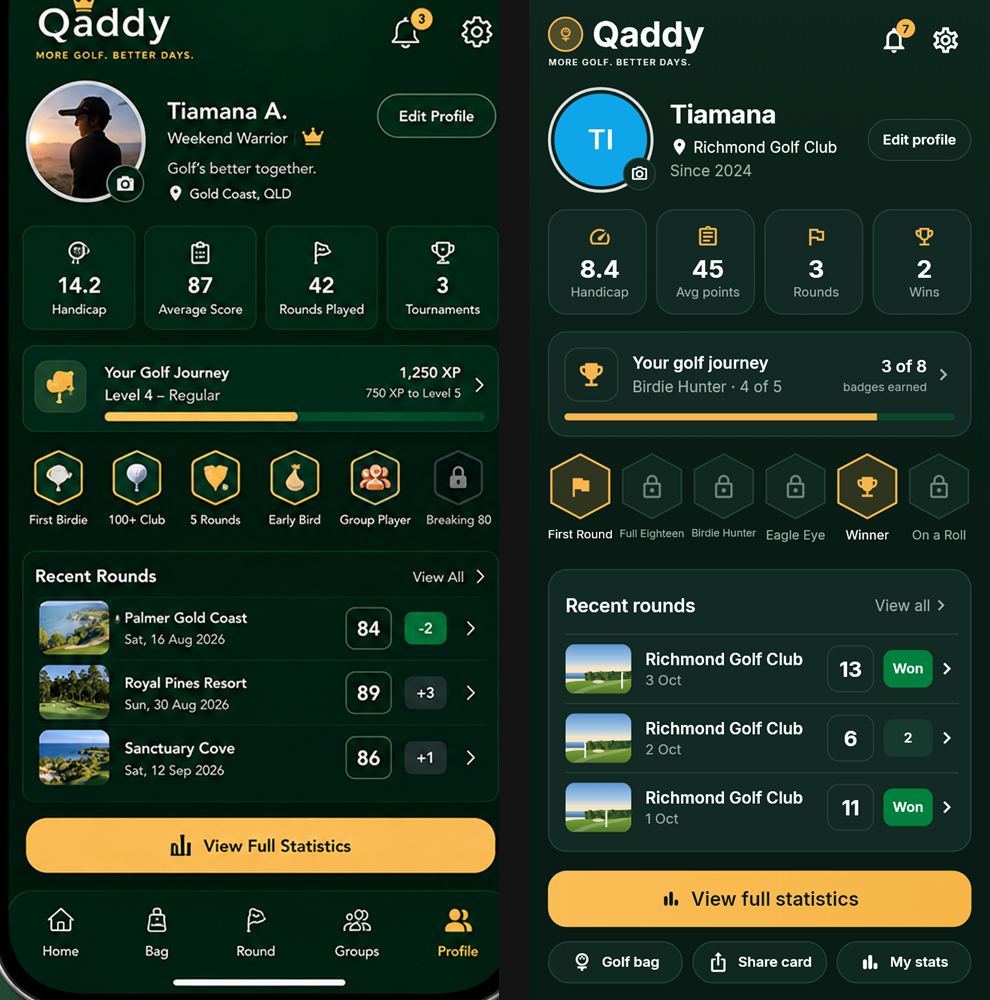 Qaddy
MORE GOLF. BETTER DAYS.
3
Tiamana A.
Weekend Warrior
Golf's better together.
Gold Coast, QLD
Edit Profile
14.2
Handicap
87
Average Score
42
Rounds Played
3
Tournaments
Your Golf Journey
Level 4 – Regular
1,250 XP
750 XP to Level 5
First Birdie
100+ Club
5 Rounds
Early Bird
Group Player
Breaking 80
Recent Rounds
View All
Palmer Gold Coast
Sat, 16 Aug 2026
84
-2
Royal Pines Resort
Sun, 30 Aug 2026
89
+3
Sanctuary Cove
Sat, 12 Sep 2026
86
+1
View Full Statistics
Home
Bag
Round
Groups
Profile
Qaddy
MORE GOLF. BETTER DAYS.
7
TI
Tiamana
Richmond Golf Club
Since 2024
Edit profile
8.4
Handicap
45
Avg points
3
Rounds
2
Wins
Your golf journey
Birdie Hunter · 4 of 5
3 of 8
badges earned
First Round
Full Eighteen
Birdie Hunter
Eagle Eye
Winner
On a Roll
Recent rounds
View all
Richmond Golf Club
3 Oct
13
Won
Richmond Golf Club
2 Oct
6
2
Richmond Golf Club
1 Oct
11
Won
View full statistics
Golf bag
Share card
My stats